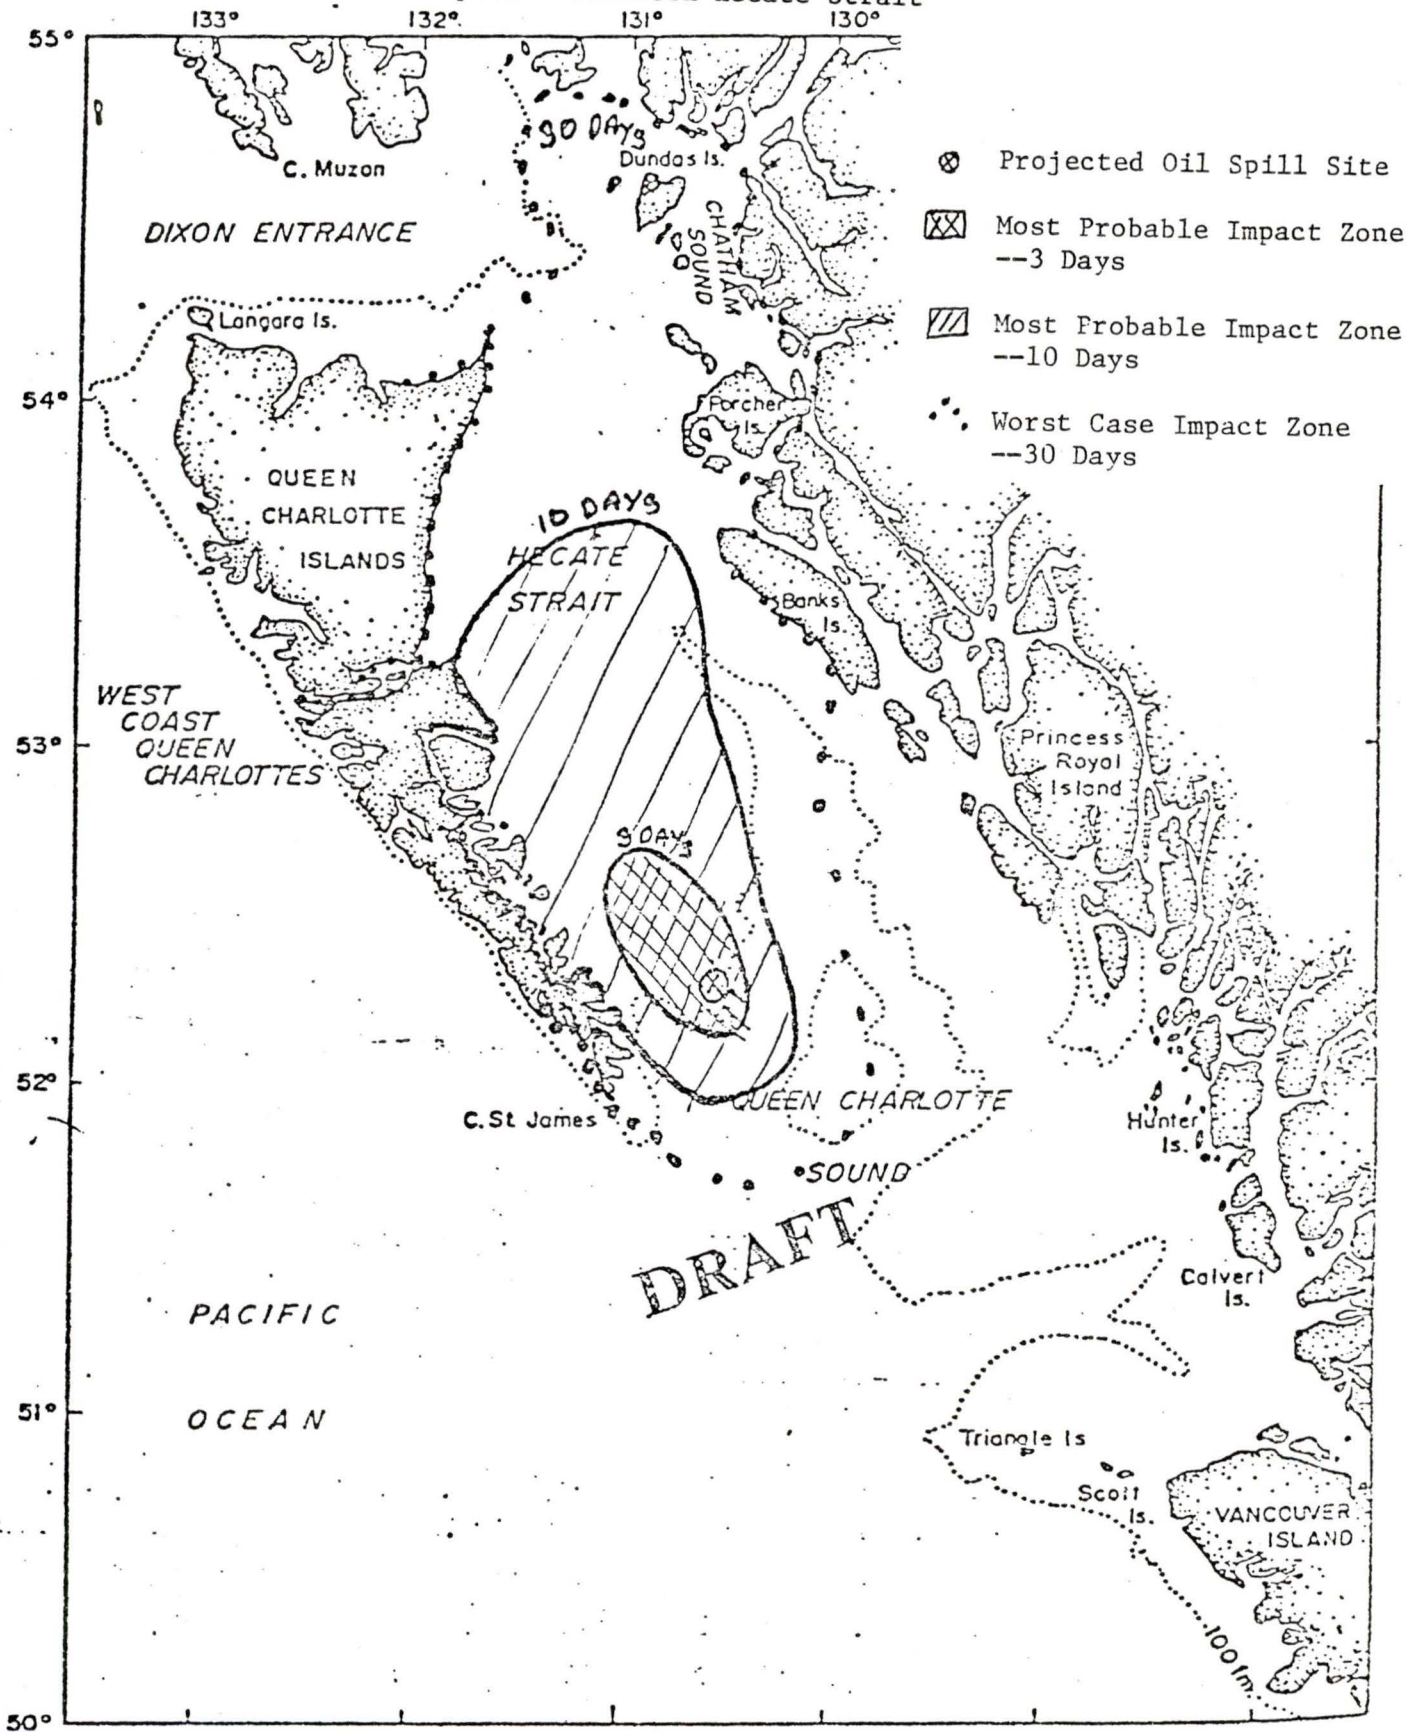 Hecate Strait
133° 132° 131° 130°
55°
30 DAYS
C. Muzon
Dundas Is.
CHATHAM
SOUND
DIXON ENTRANCE
Langara Is.
54°
Porcher
Is.
QUEEN
CHARLOTTE
ISLANDS
10 DAYS
HECATE
STRAIT
Banks
Is.
WEST
COAST
QUEEN
CHARLOTTES
53°
Princess
Royal
Island
3 DAYS
52°
C. St James
QUEEN CHARLOTTE
SOUND
Hunter
Is.
DRAFT
Calvert
Is.
PACIFIC
OCEAN
51°
Triangle Is
Scott
Is.
VANCOUVER
ISLAND
100 fm.
50°
Projected Oil Spill Site
Most Probable Impact Zone
--3 Days
Most Probable Impact Zone
--10 Days
Worst Case Impact Zone
--30 Days